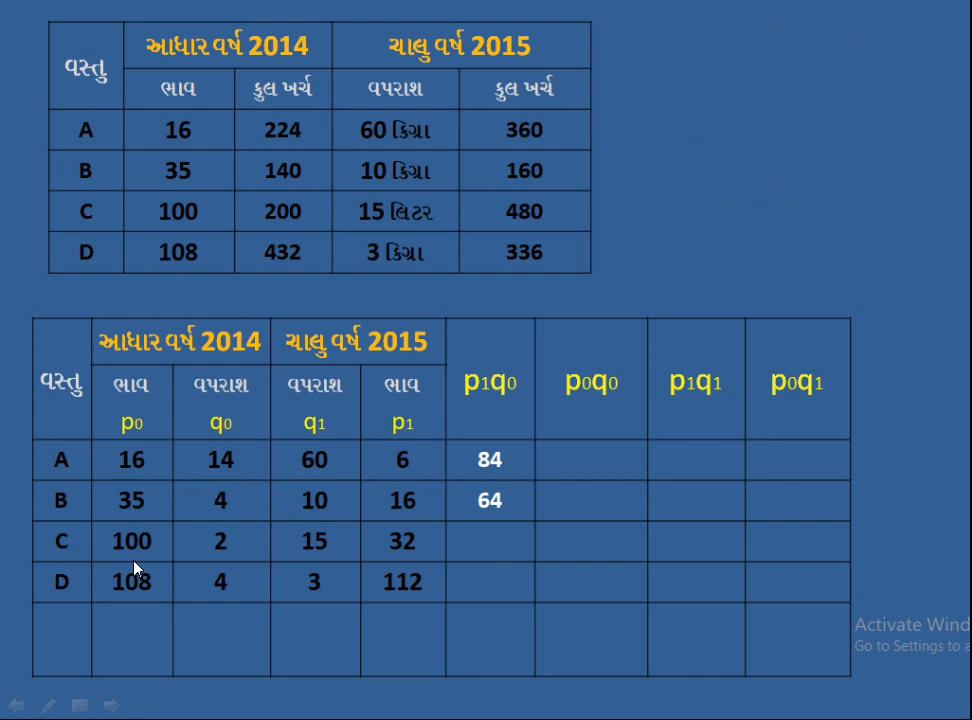 વસ્તુ આધાર વર્ષ 2014 ચાલુ વર્ષ 2015
ભાવ કુલ ખર્ચ વપરાશ કુલ ખર્ચ
A 16 224 60 કિગ્રા 360
B 35 140 10 કિગ્રા 160
C 100 200 15 લિટર 480
D 108 432 3 કિગ્રા 336
વસ્તુ આધાર વર્ષ 2014 ચાલુ વર્ષ 2015 p1q0 p0q0 p1q1 p0q1
ભાવ વપરાશ વપરાશ ભાવ
p0 q0 q1 p1
A 16 14 60 6 84
B 35 4 10 16 64
C 100 2 15 32
D 108 4 3 112
Activate Wind
Go to Settings to a